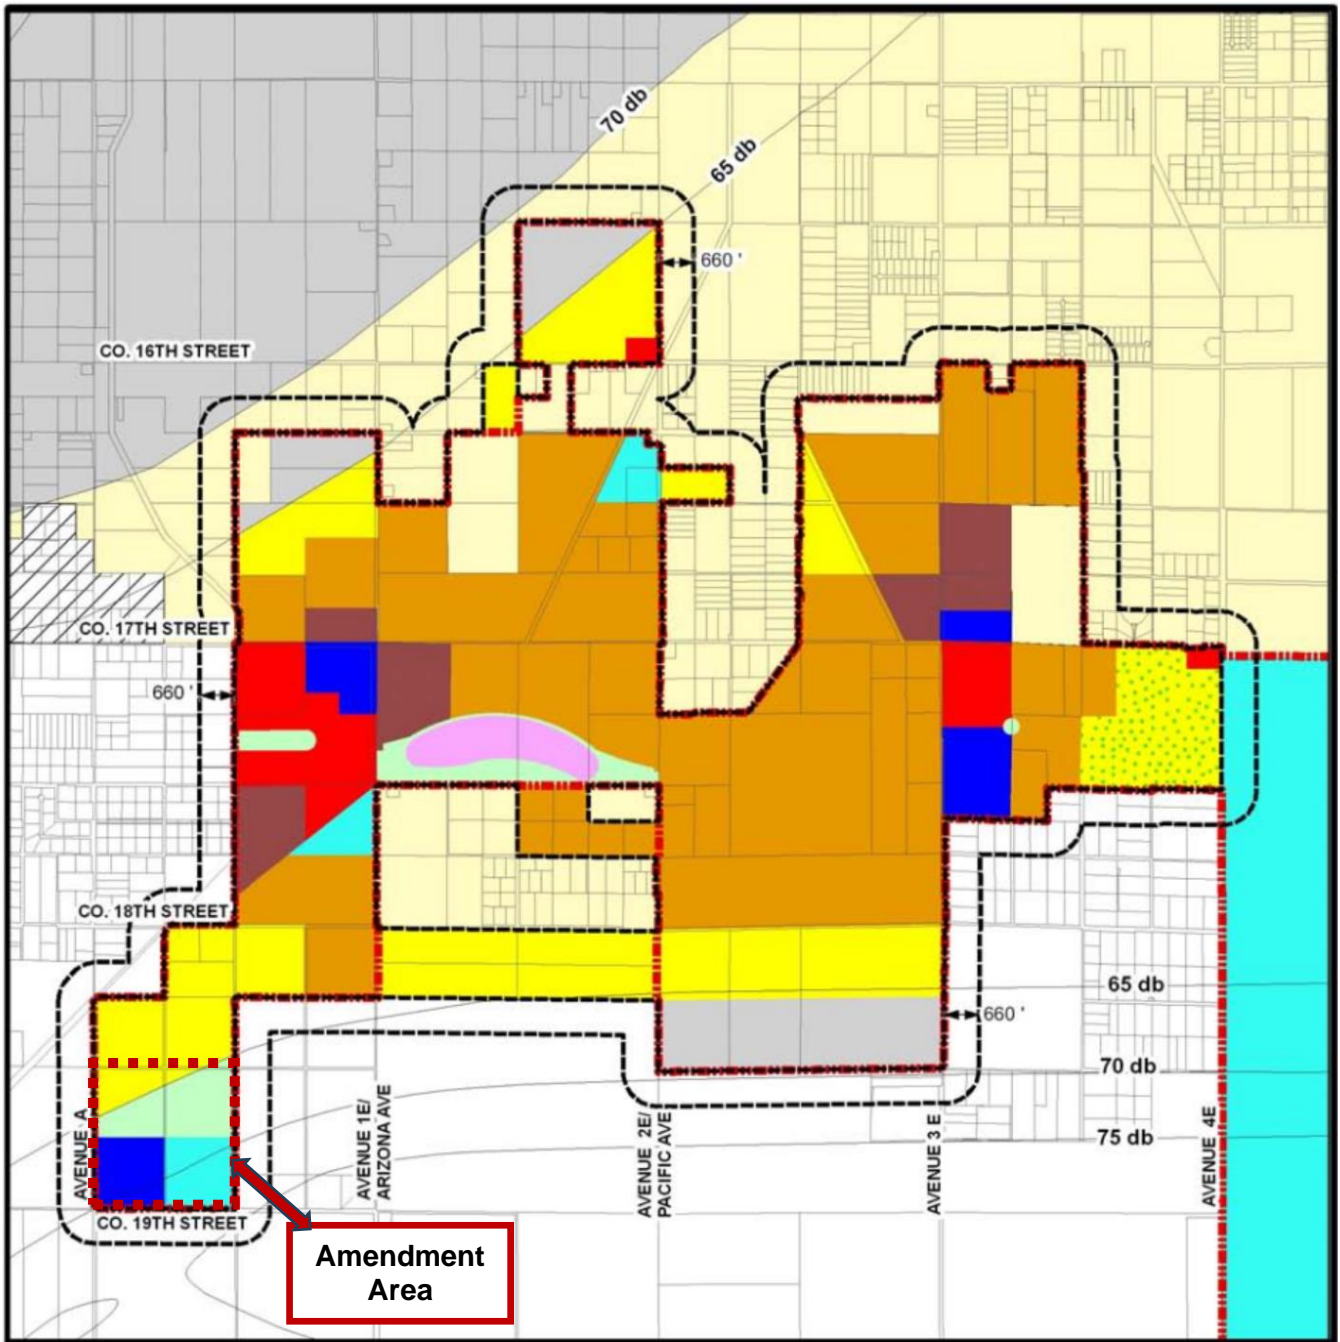 70 db
65 db
660 '
CO. 16TH STREET
CO. 17TH STREET
660 '
CO. 18TH STREET
65 db
660 '
70 db
75 db
AVENUE A
AVENUE 1E/
ARIZONA AVE
AVENUE 2E/
PACIFIC AVE
AVENUE 3 E
AVENUE 4E
CO. 19TH STREET
Amendment
Area